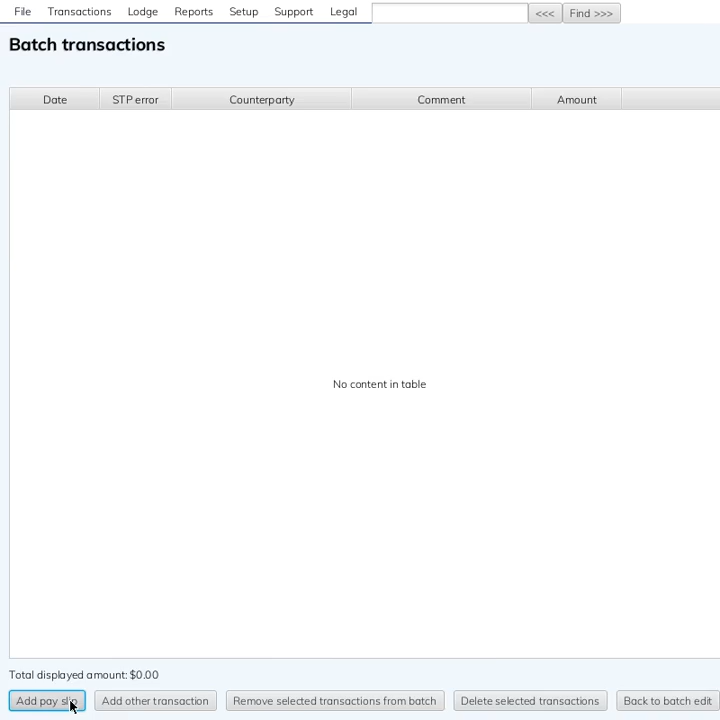 File Transactions Lodge Reports Setup Support Legal <<< Find >>>
Batch transactions
Date STP error Counterparty Comment Amount
No content in table
Total displayed amount: $0.00
Add pay slip Add other transaction Remove selected transactions from batch Delete selected transactions Back to batch edit